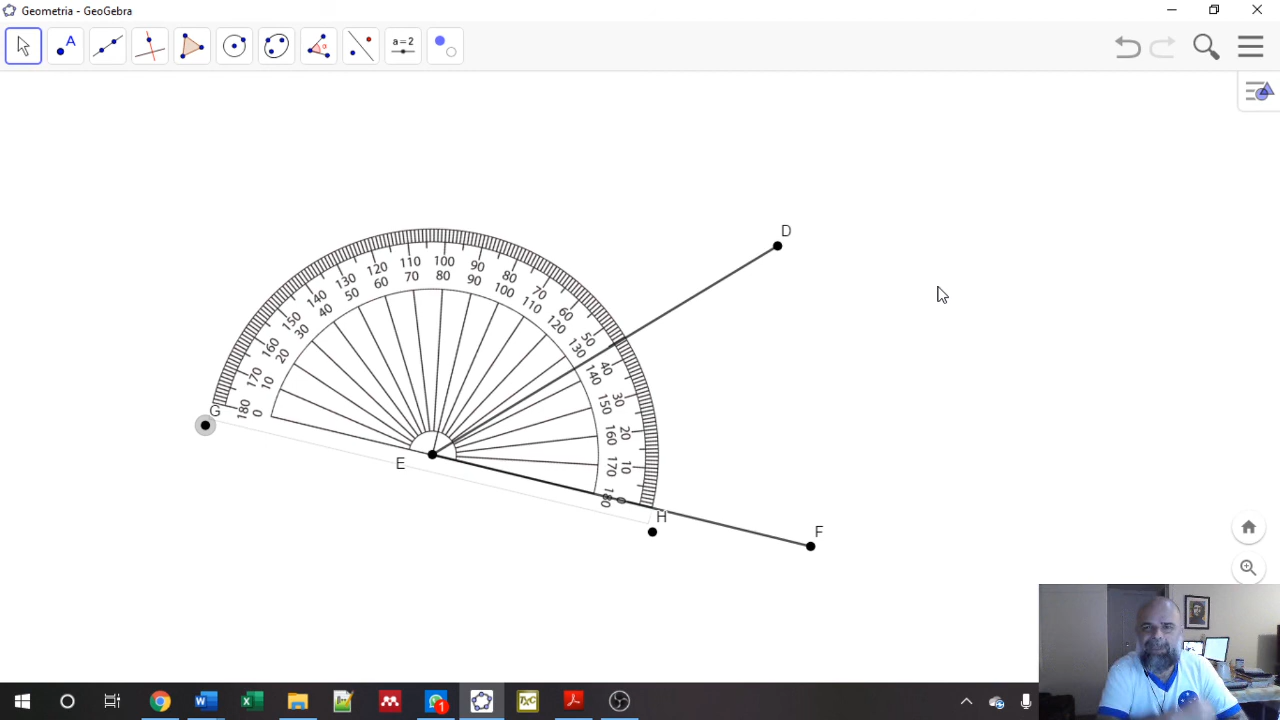 Geometria - GeoGebra
A
a = 2
D
180 170 160 150 140 130 120 110 100 90 80 70 60 50 40 30 20 10 0
0 10 20 30 40 50 60 70 80 90 100 110 120 130 140 150 160 170 180
G
E
H
F
1